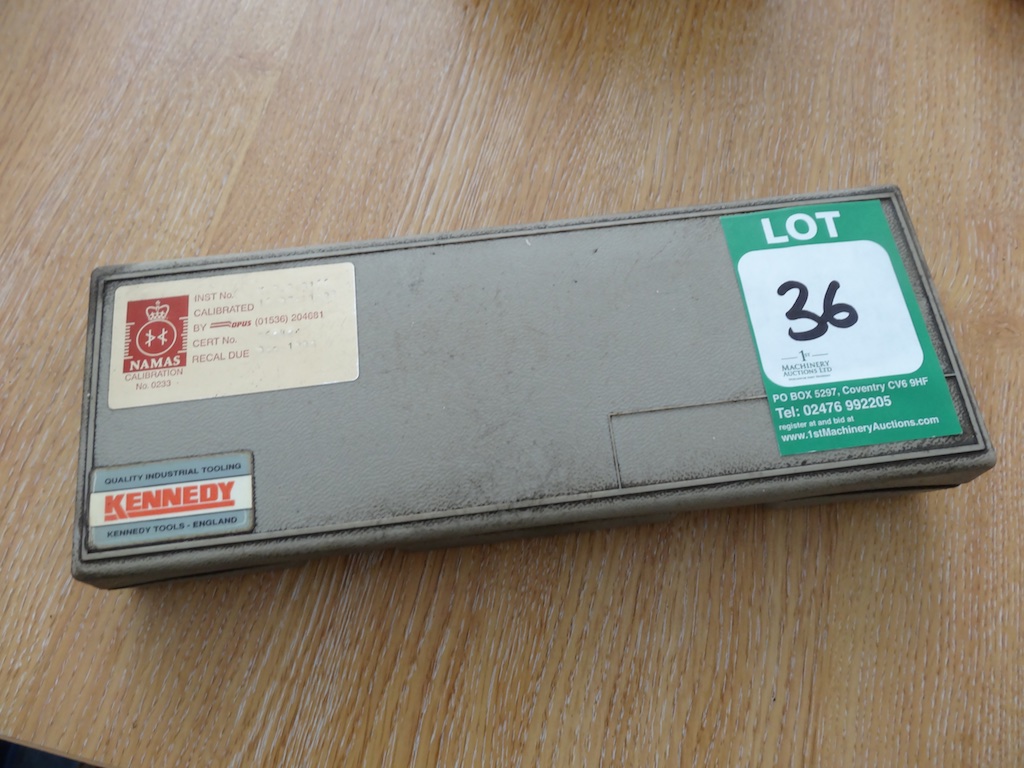 LOT
36
1ST
MACHINERY
AUCTIONS LTD
PO BOX 5297, Coventry CV6 9HF
Tel: 02476 992205
register at and bid at
www.1stMachineryAuctions.com
INST No.
CALIBRATED
BY OPUS (01536) 204681
CERT No.
RECAL DUE
NAMAS
CALIBRATION
No. 0233
QUALITY INDUSTRIAL TOOLING
KENNEDY
KENNEDY TOOLS - ENGLAND